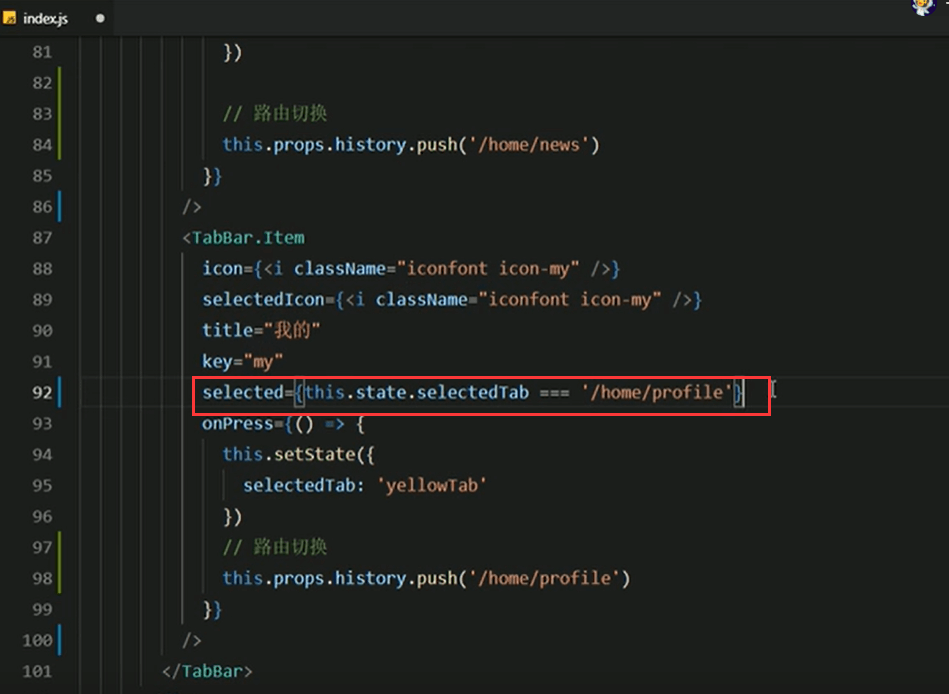 index.js
81 })
82
83 // 路由切换
84 this.props.history.push('/home/news')
85 }}
86 />
87 <TabBar.Item
88 icon={<i className="iconfont icon-my" />}
89 selectedIcon={<i className="iconfont icon-my" />}
90 title="我的"
91 key="my"
92 selected={this.state.selectedTab === '/home/profile'}
93 onPress={() => {
94 this.setState({
95 selectedTab: 'yellowTab'
96 })
97 // 路由切换
98 this.props.history.push('/home/profile')
99 }}
100 />
101 </TabBar>